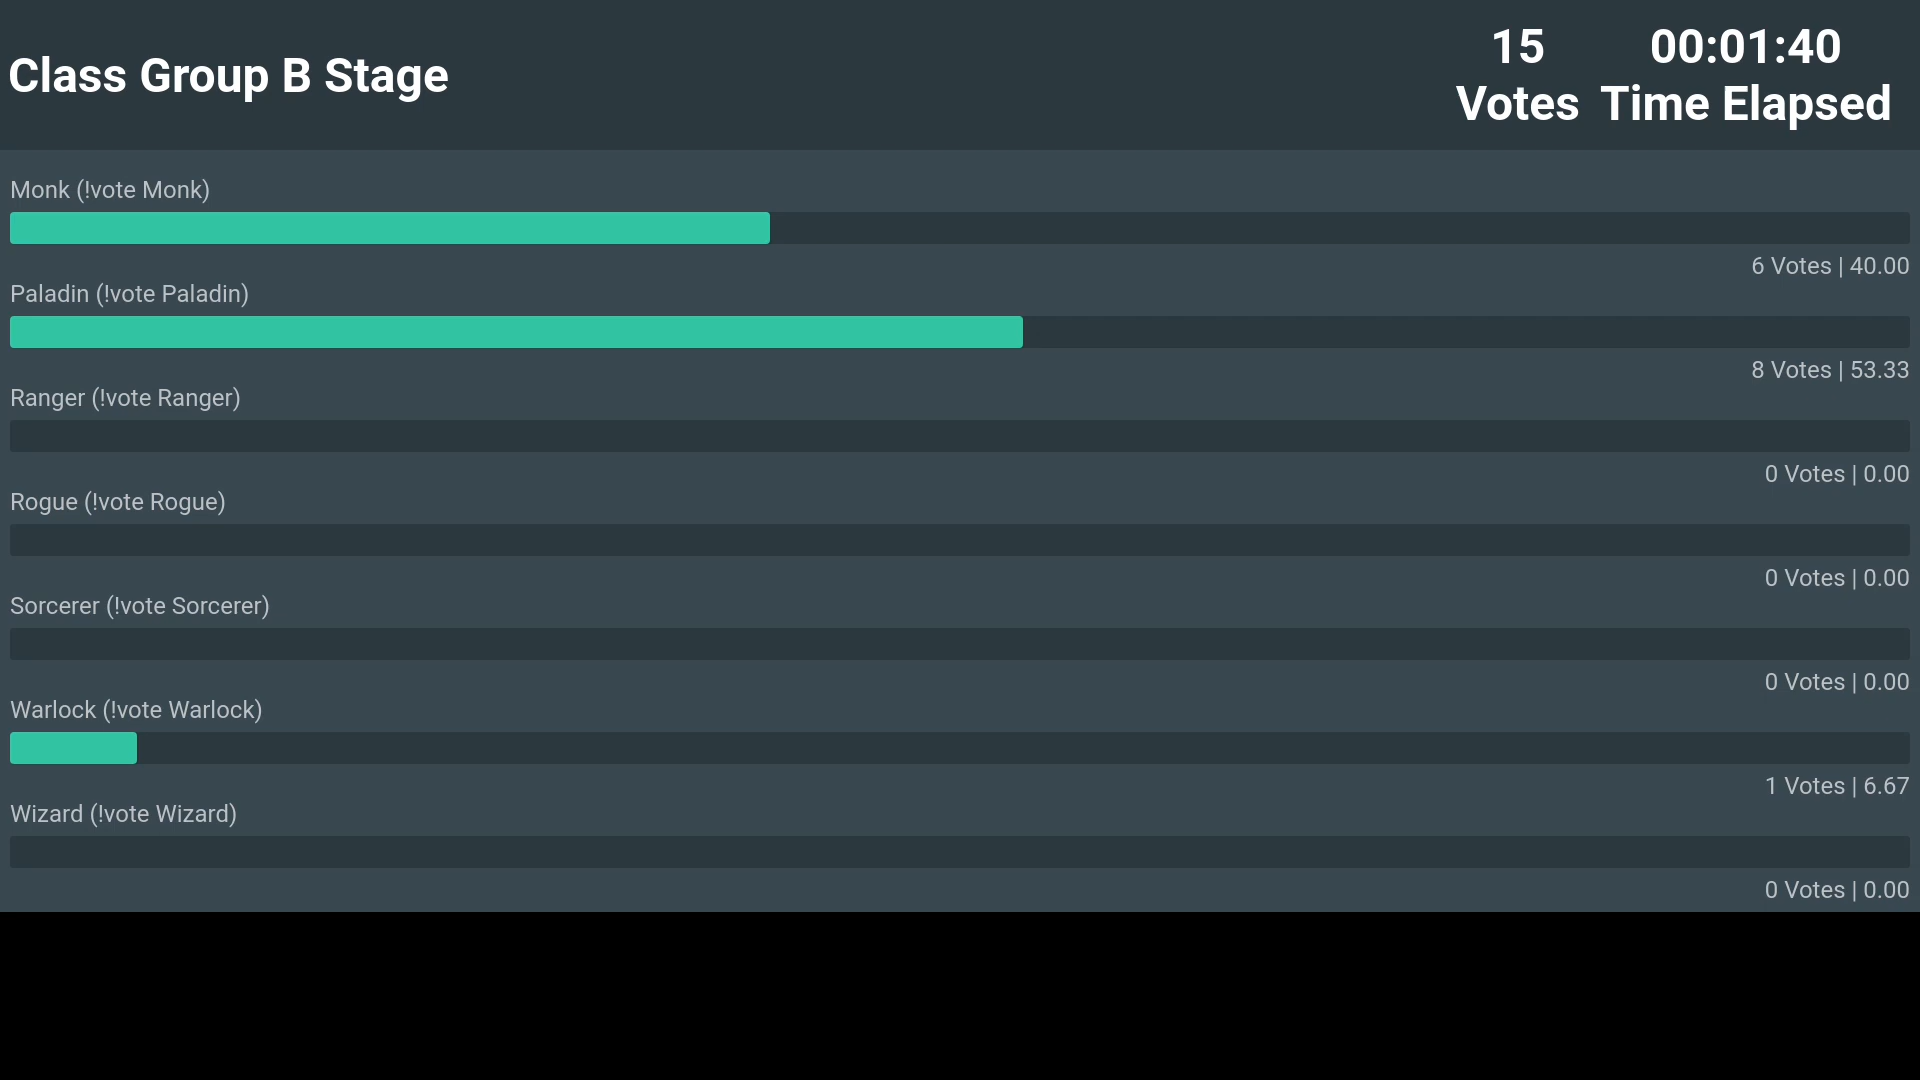 Class Group B Stage
15
Votes
00:01:40
Time Elapsed
Monk (!vote Monk)
6 Votes | 40.00
Paladin (!vote Paladin)
8 Votes | 53.33
Ranger (!vote Ranger)
0 Votes | 0.00
Rogue (!vote Rogue)
0 Votes | 0.00
Sorcerer (!vote Sorcerer)
0 Votes | 0.00
Warlock (!vote Warlock)
1 Votes | 6.67
Wizard (!vote Wizard)
0 Votes | 0.00